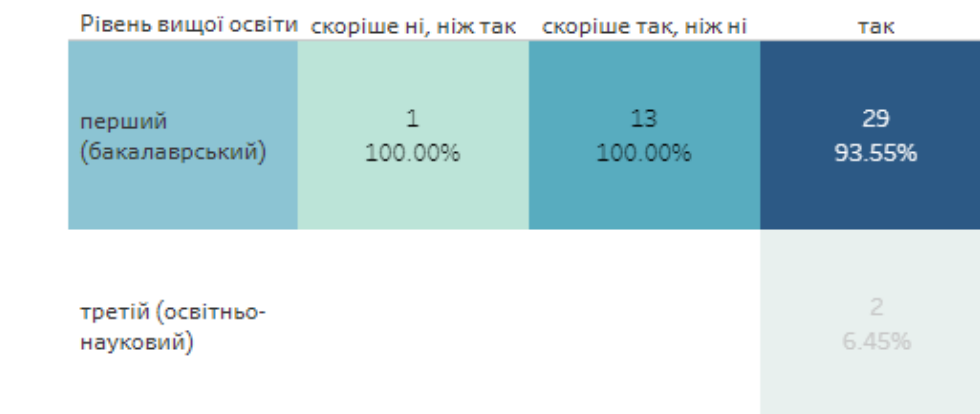 Рівень вищої освіти скоріше ні, ніж так скоріше так, ніж ні так
перший
(бакалаврський)
1
100.00%
13
100.00%
29
93.55%
третій (освітньо-
науковий)
2
6.45%